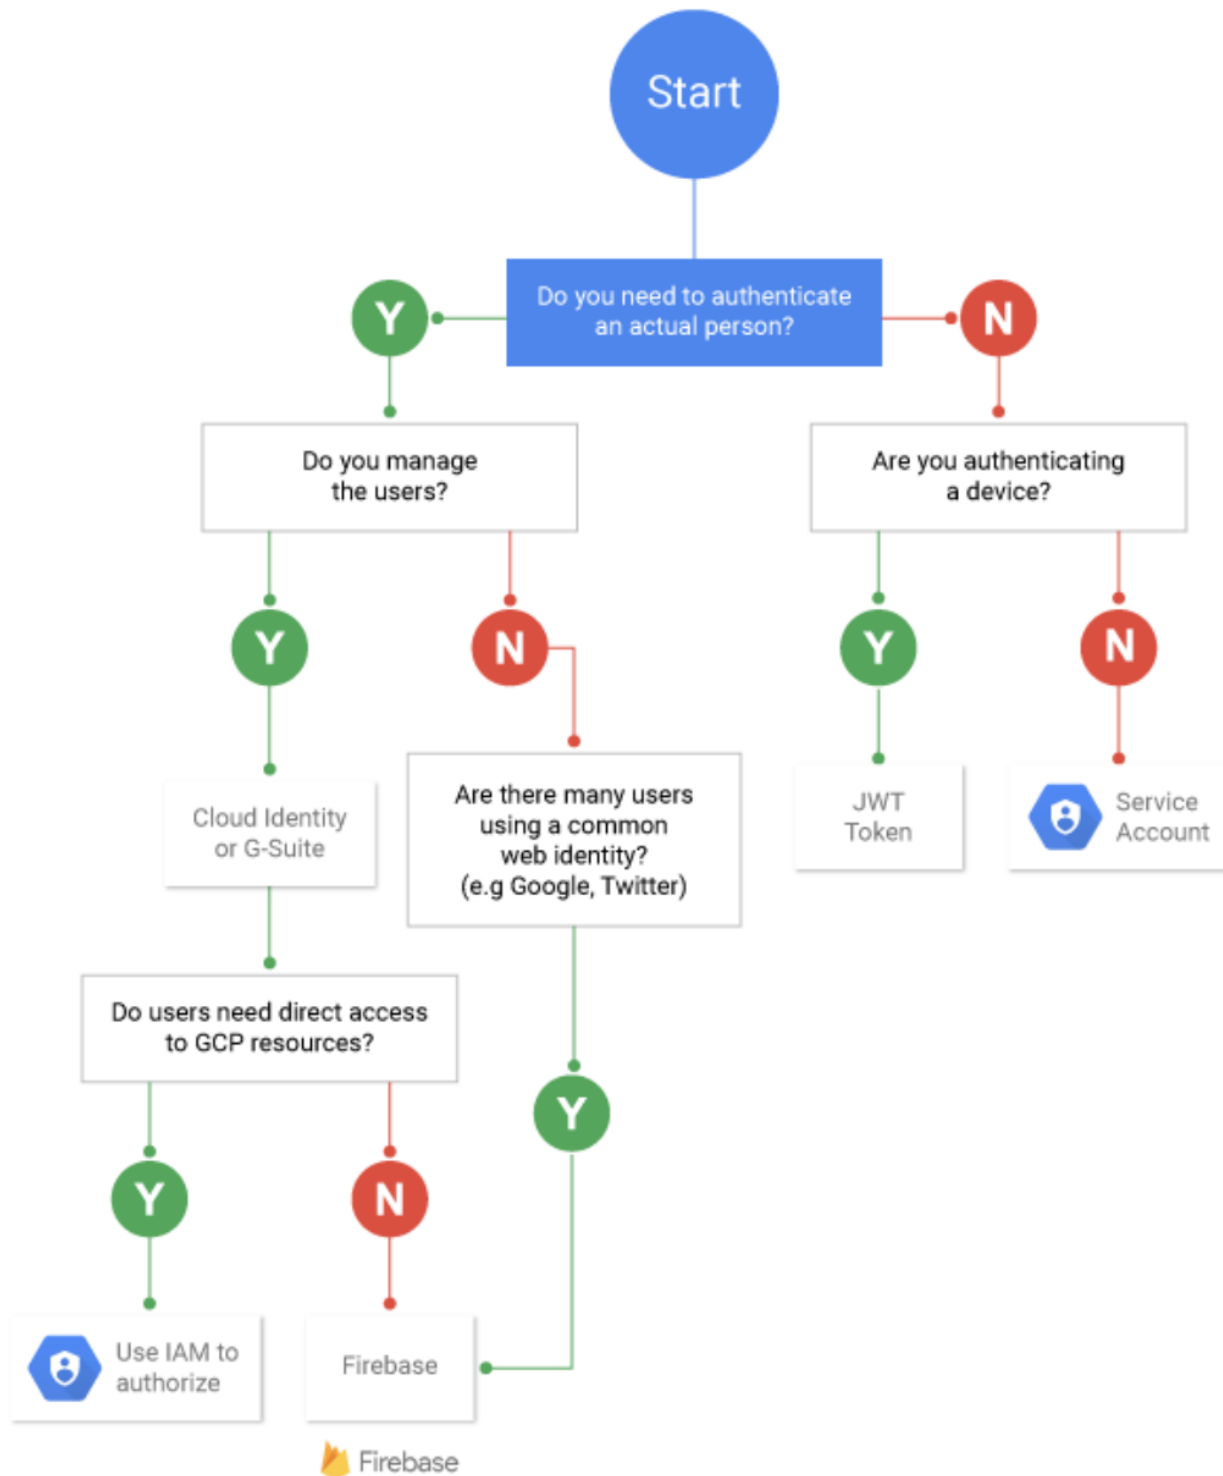 Start
Do you need to authenticate
an actual person?
Y
N
Do you manage
the users?
Are you authenticating
a device?
Y
N
Y
N
Cloud Identity
or G-Suite
Are there many users
using a common
web identity?
(e.g Google, Twitter)
JWT
Token
Service
Account
Do users need direct access
to GCP resources?
Y
Y
N
Use IAM to
authorize
Firebase
Firebase